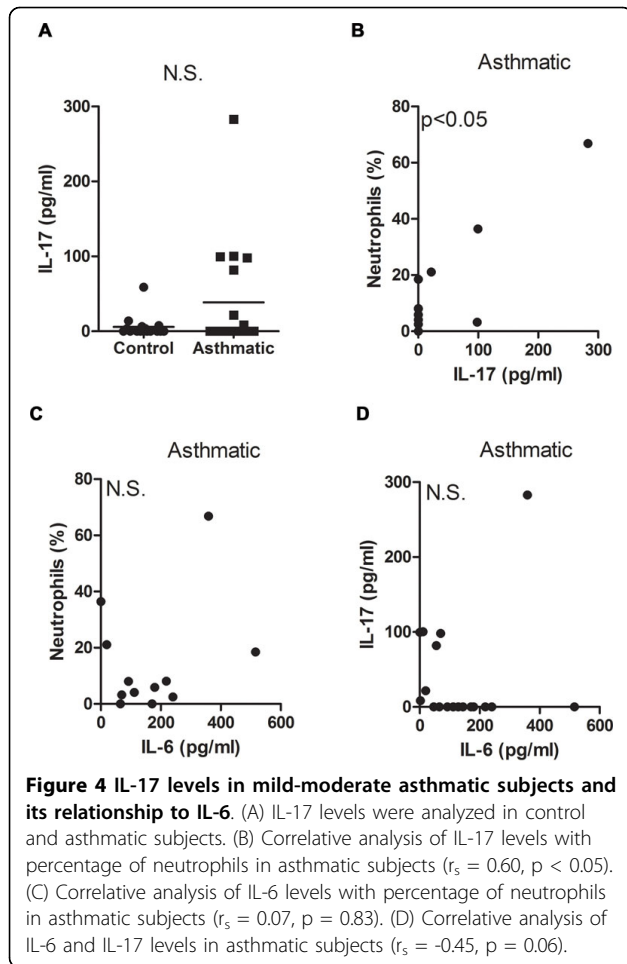 A
N.S.
IL-17 (pg/ml)
300
200
100
0
Control Asthmatic
B
Asthmatic
p<0.05
Neutrophils (%)
80
60
40
20
0
0 100 200 300
IL-17 (pg/ml)
C
Asthmatic
N.S.
Neutrophils (%)
80
60
40
20
0
0 200 400 600
IL-6 (pg/ml)
D
Asthmatic
N.S.
IL-17 (pg/ml)
300
200
100
0
0 200 400 600
IL-6 (pg/ml)
Figure 4 IL-17 levels in mild-moderate asthmatic subjects and
its relationship to IL-6. (A) IL-17 levels were analyzed in control
and asthmatic subjects. (B) Correlative analysis of IL-17 levels with
percentage of neutrophils in asthmatic subjects (rs = 0.60, p < 0.05).
(C) Correlative analysis of IL-6 levels with percentage of neutrophils
in asthmatic subjects (rs = 0.07, p = 0.83). (D) Correlative analysis of
IL-6 and IL-17 levels in asthmatic subjects (rs = -0.45, p = 0.06).